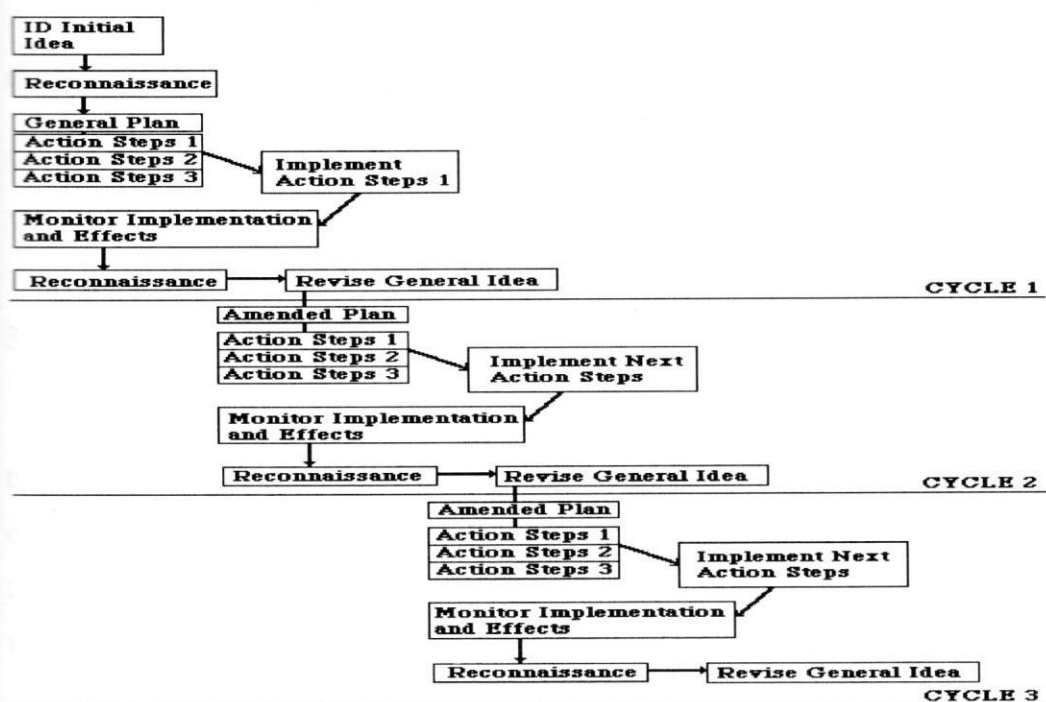 ID Initial
Idea
Reconnaissance
General Plan
Action Steps 1
Action Steps 2
Action Steps 3
Implement
Action Steps 1
Monitor Implementation
and Effects
Reconnaissance
Revise General Idea
CYCLE 1
Amended Plan
Action Steps 1
Action Steps 2
Action Steps 3
Implement Next
Action Steps
Monitor Implementation
and Effects
Reconnaissance
Revise General Idea
CYCLE 2
Amended Plan
Action Steps 1
Action Steps 2
Action Steps 3
Implement Next
Action Steps
Monitor Implementation
and Effects
Reconnaissance
Revise General Idea
CYCLE 3